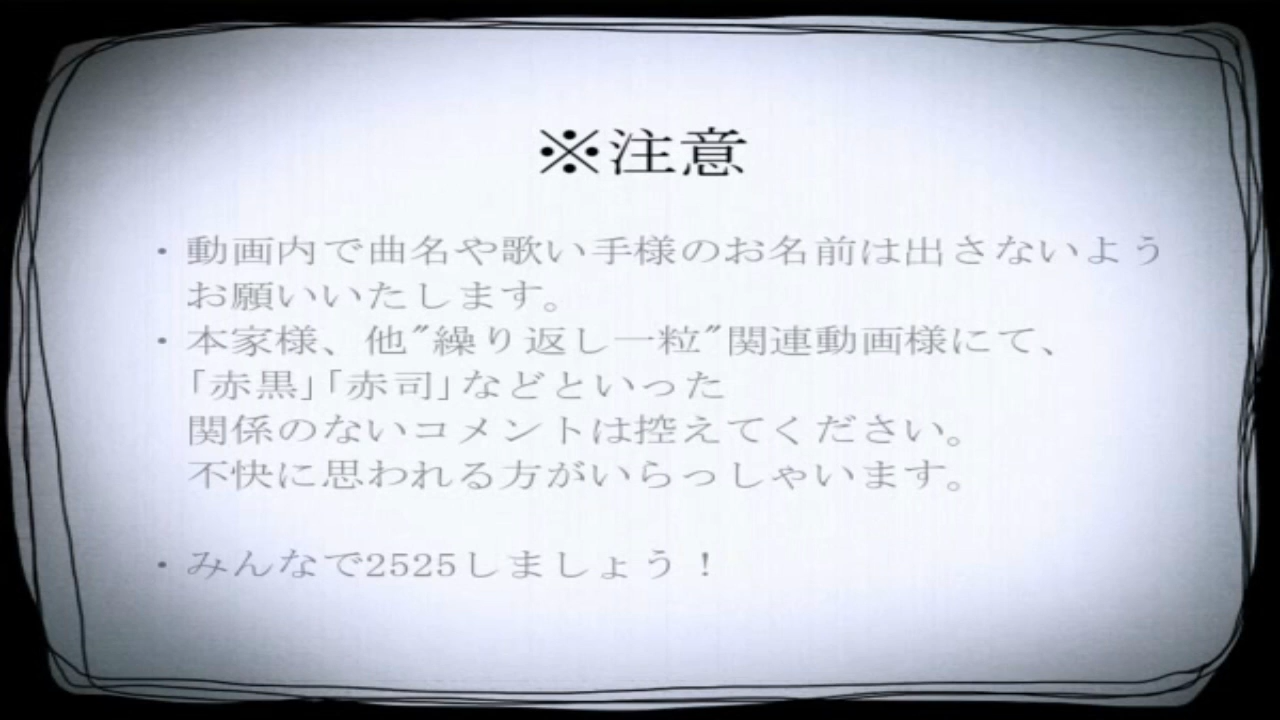 ※注意
・動画内で曲名や歌い手様のお名前は出さないよう
お願いいたします。
・本家様、他"繰り返し一粒"関連動画様にて、
「赤黒」「赤司」などといった
関係のないコメントは控えてください。
不快に思われる方がいらっしゃいます。
・みんなで2525しましょう！